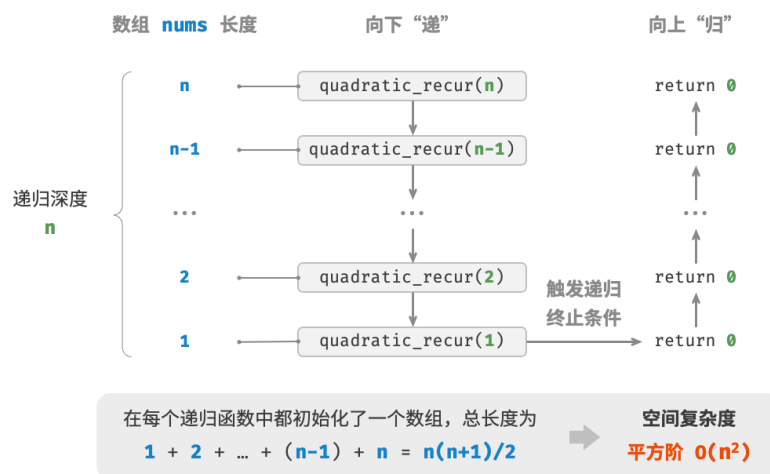 数组 nums 长度 向下“递” 向上“归”
n quadratic_recur(n) return 0
n-1 quadratic_recur(n-1) return 0
递归深度
n
... ... ...
2 quadratic_recur(2) return 0
触发递归
终止条件
1 quadratic_recur(1) return 0
在每个递归函数中都初始化了一个数组，总长度为
1 + 2 + … + (n-1) + n = n(n+1)/2
空间复杂度
平方阶 O(n²)